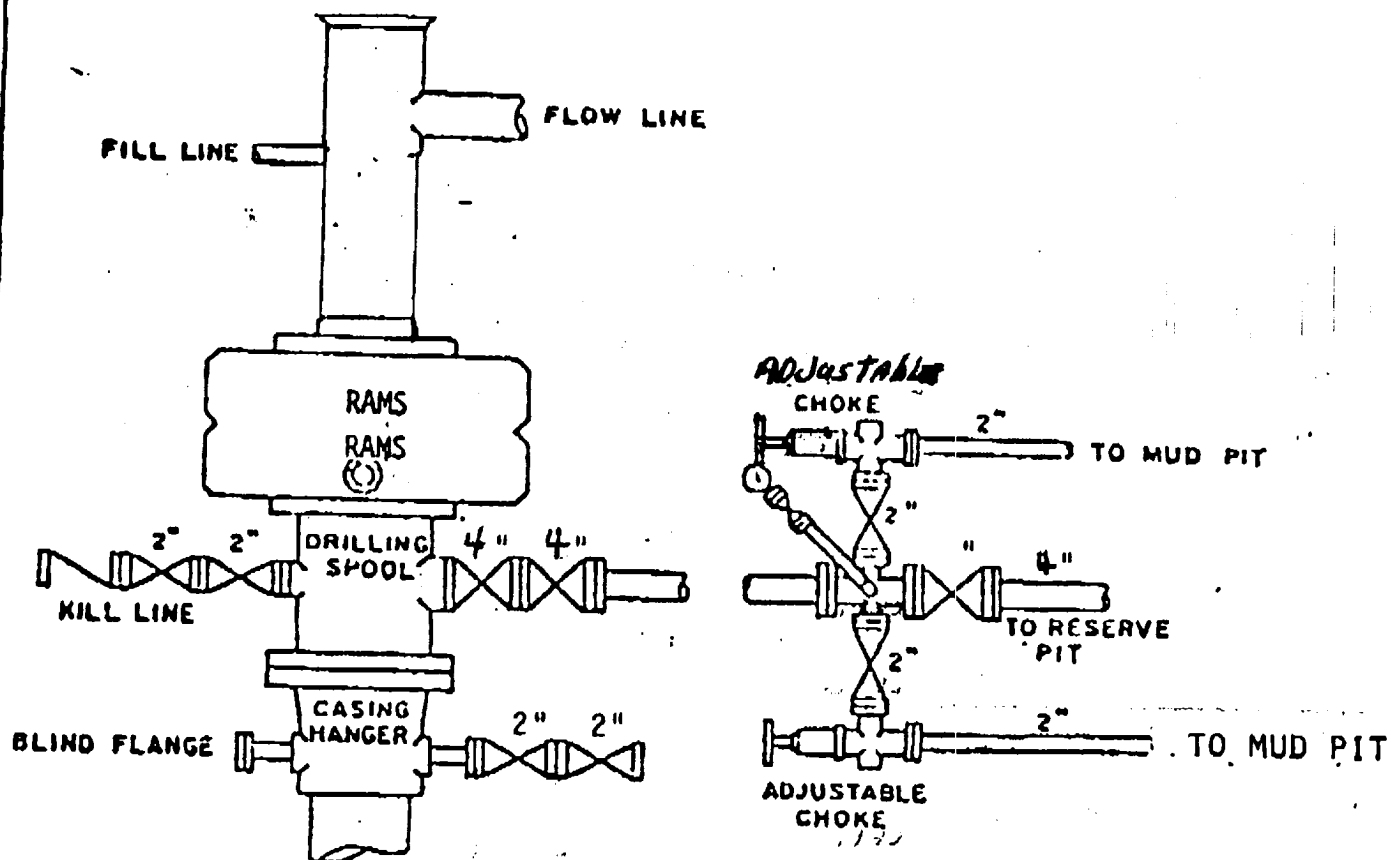 FLOW LINE
FILL LINE
RAMS
RAMS
DRILLING
SPOOL
2" 2"
4" 4"
KILL LINE
CASING
HANGER
BLIND FLANGE
2" 2"
ADJUSTABLE
CHOKE
2"
TO MUD PIT
2"
" 4"
TO RESERVE
PIT
2"
2"
TO MUD PIT
ADJUSTABLE
CHOKE